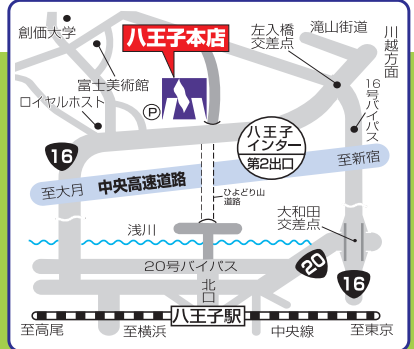 創価大学
八王子本店
左入橋
交差点
滝山街道
川越方面
富士美術館
ロイヤルホスト
P
16号バイパス
16
八王子
インター
第2出口
至新宿
中央高速道路
至大月
ひよどり山
道路
大和田
交差点
浅川
20号バイパス
20
北口
16
八王子駅
至高尾
至横浜
中央線
至東京